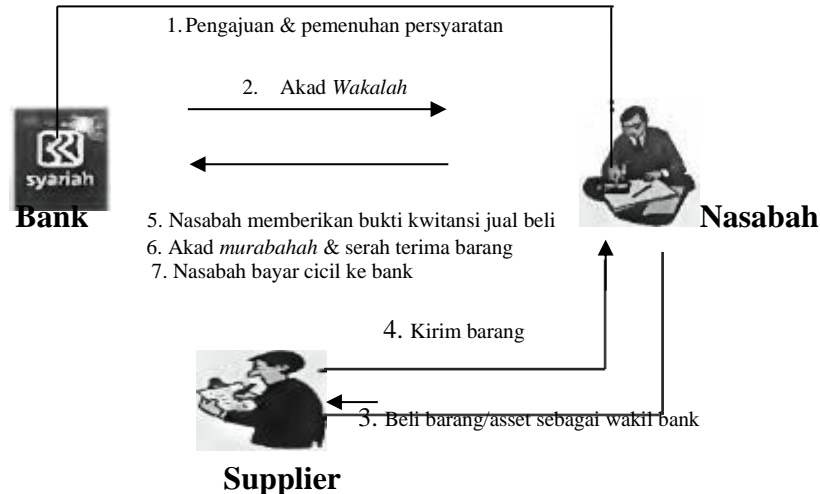 1. Pengajuan & pemenuhan persyaratan
2. Akad Wakalah
syariah
Bank
Nasabah
5. Nasabah memberikan bukti kwitansi jual beli
6. Akad murabahah & serah terima barang
7. Nasabah bayar cicil ke bank
4. Kirim barang
3. Beli barang/asset sebagai wakil bank
Supplier